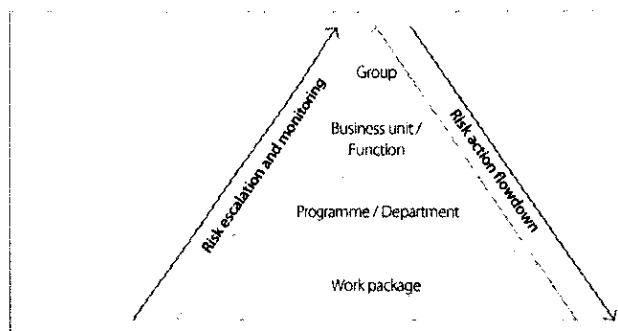 Group
Business unit /
Function
Programme / Department
Work package
Risk escalation and monitoring
Risk action flowdown